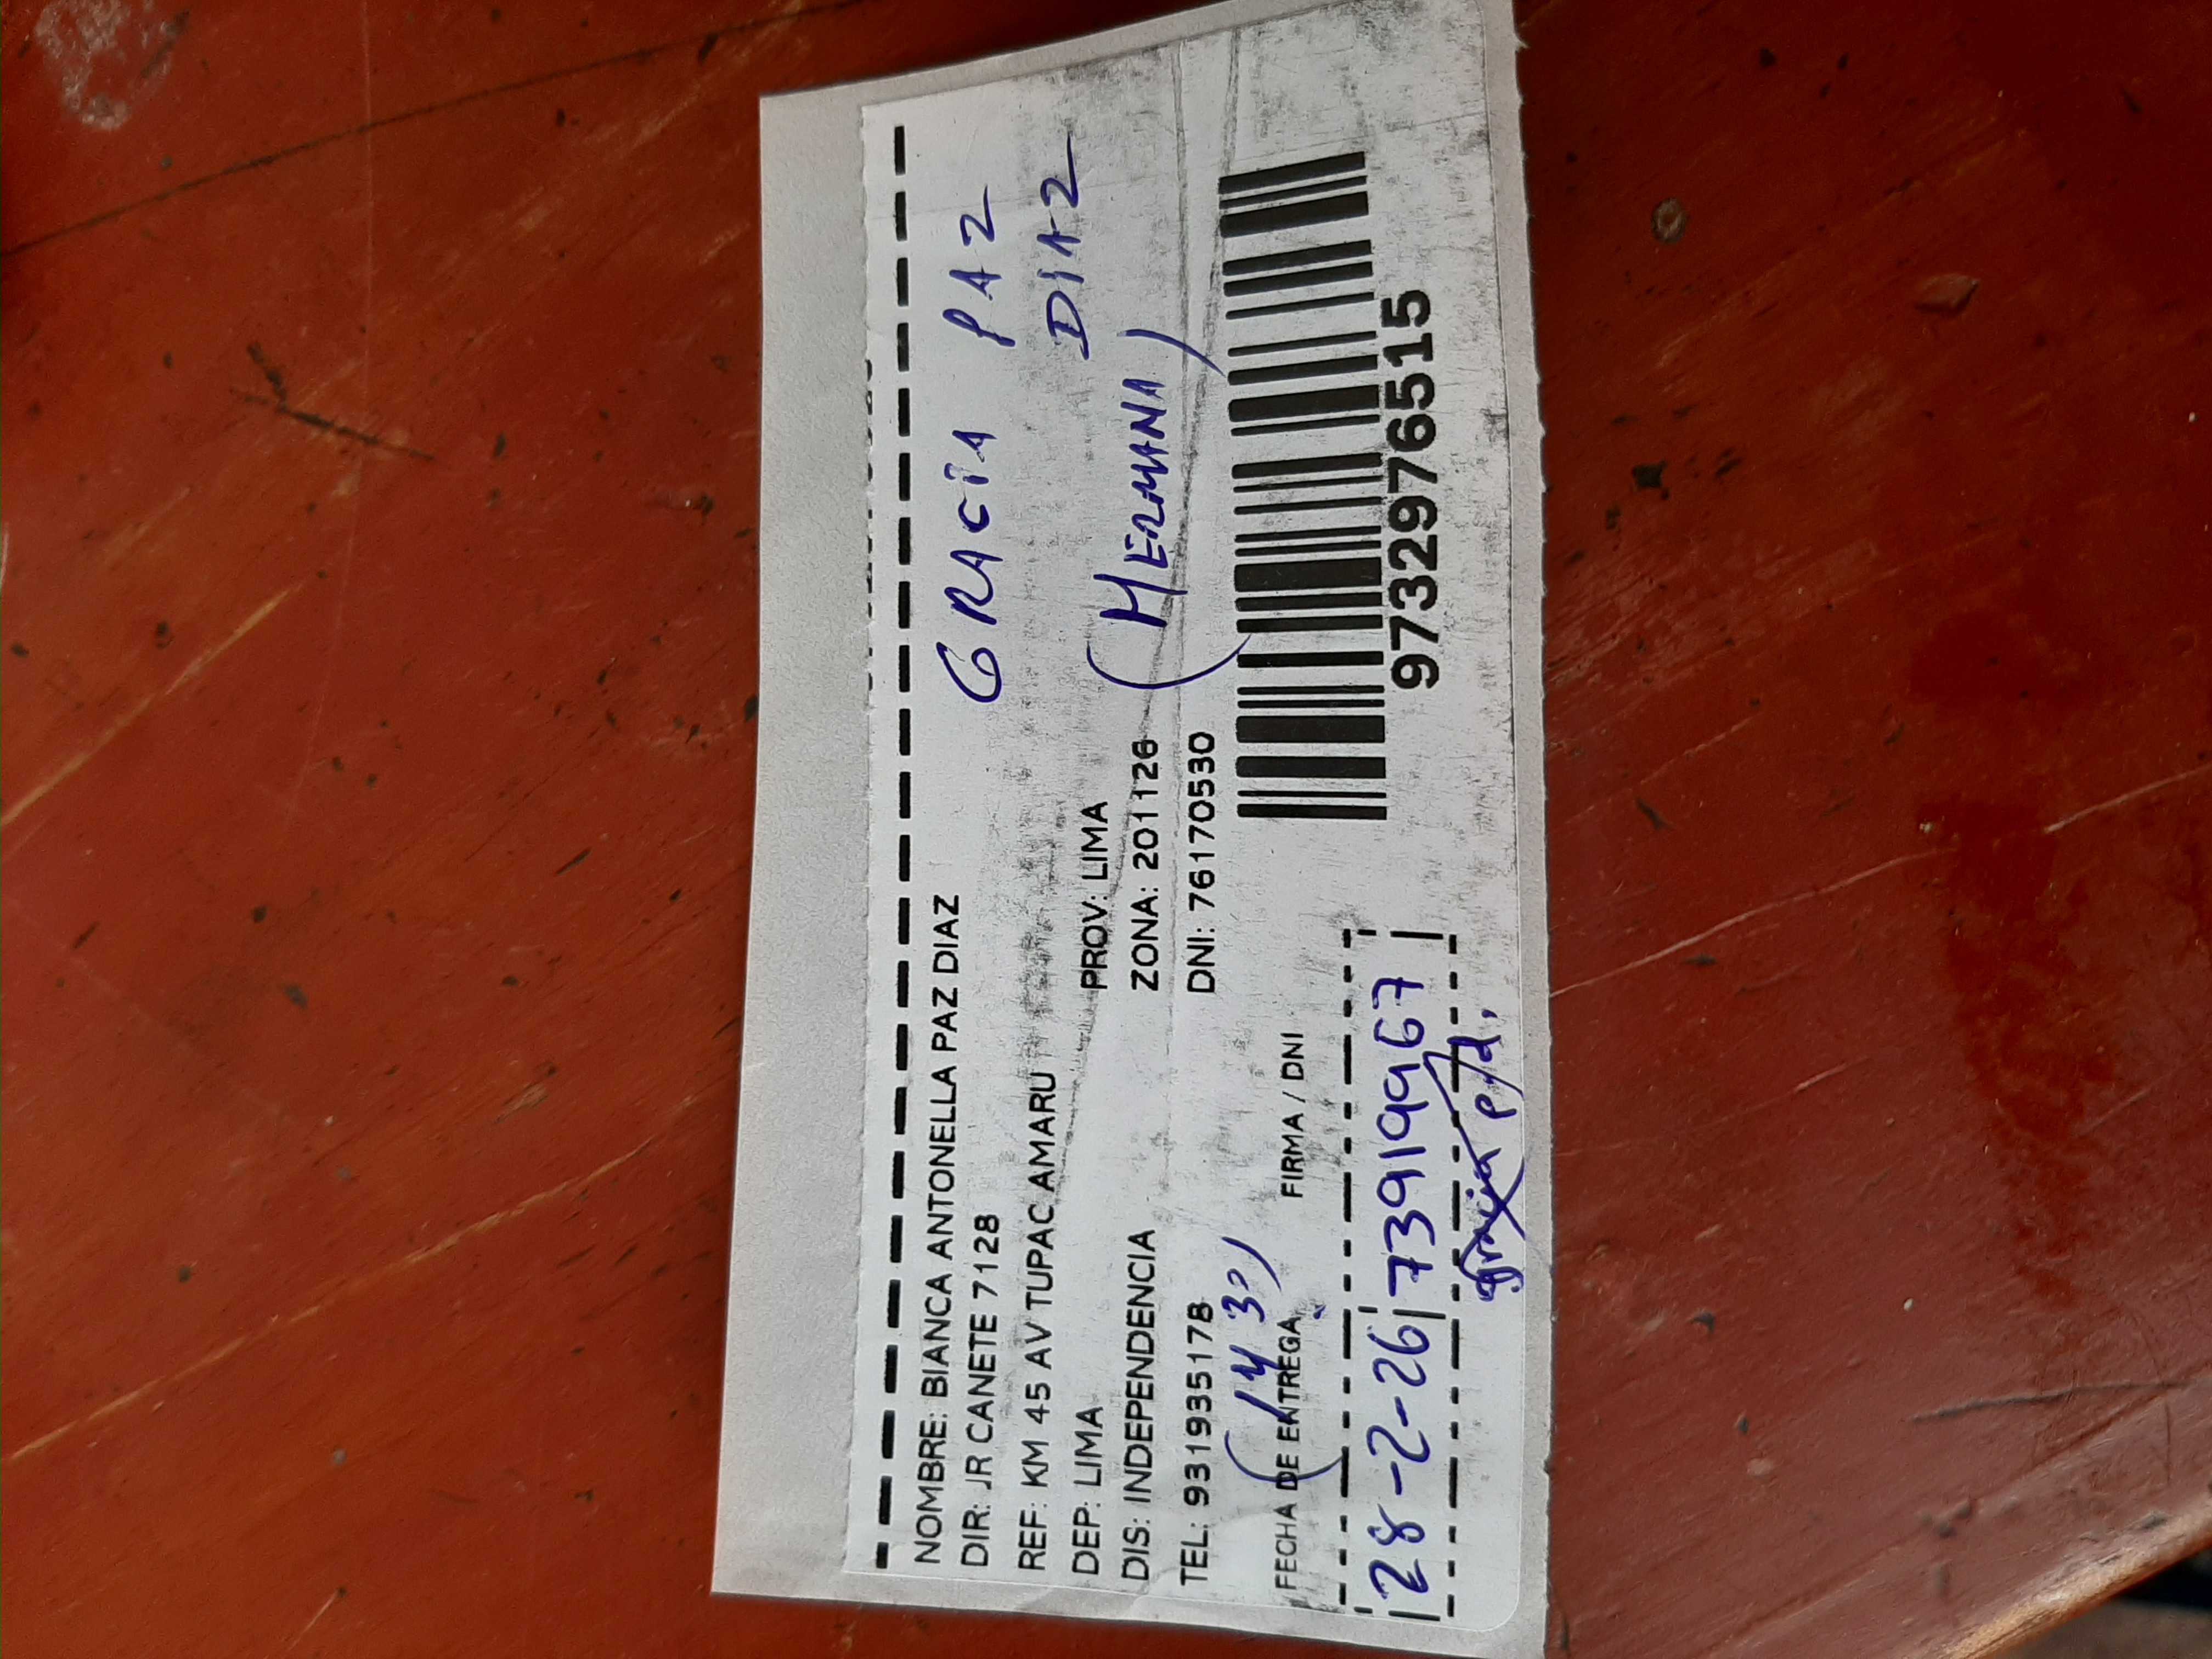 NOMBRE: BIANCA ANTONELLA PAZ DIAZ
DIR: JR CANETE 7128
GRACIA PAZ
REF: KM 45 AV TUPAC AMARU
DIAZ
DEP: LIMA PROV: LIMA
(HERMANA)
DIS: INDEPENDENCIA ZONA: 201126
TEL: 931935178 DNI: 76170530
(14 30)
FECHA DE ENTREGA FIRMA / DNI
28-2-26 73919967
9732976515